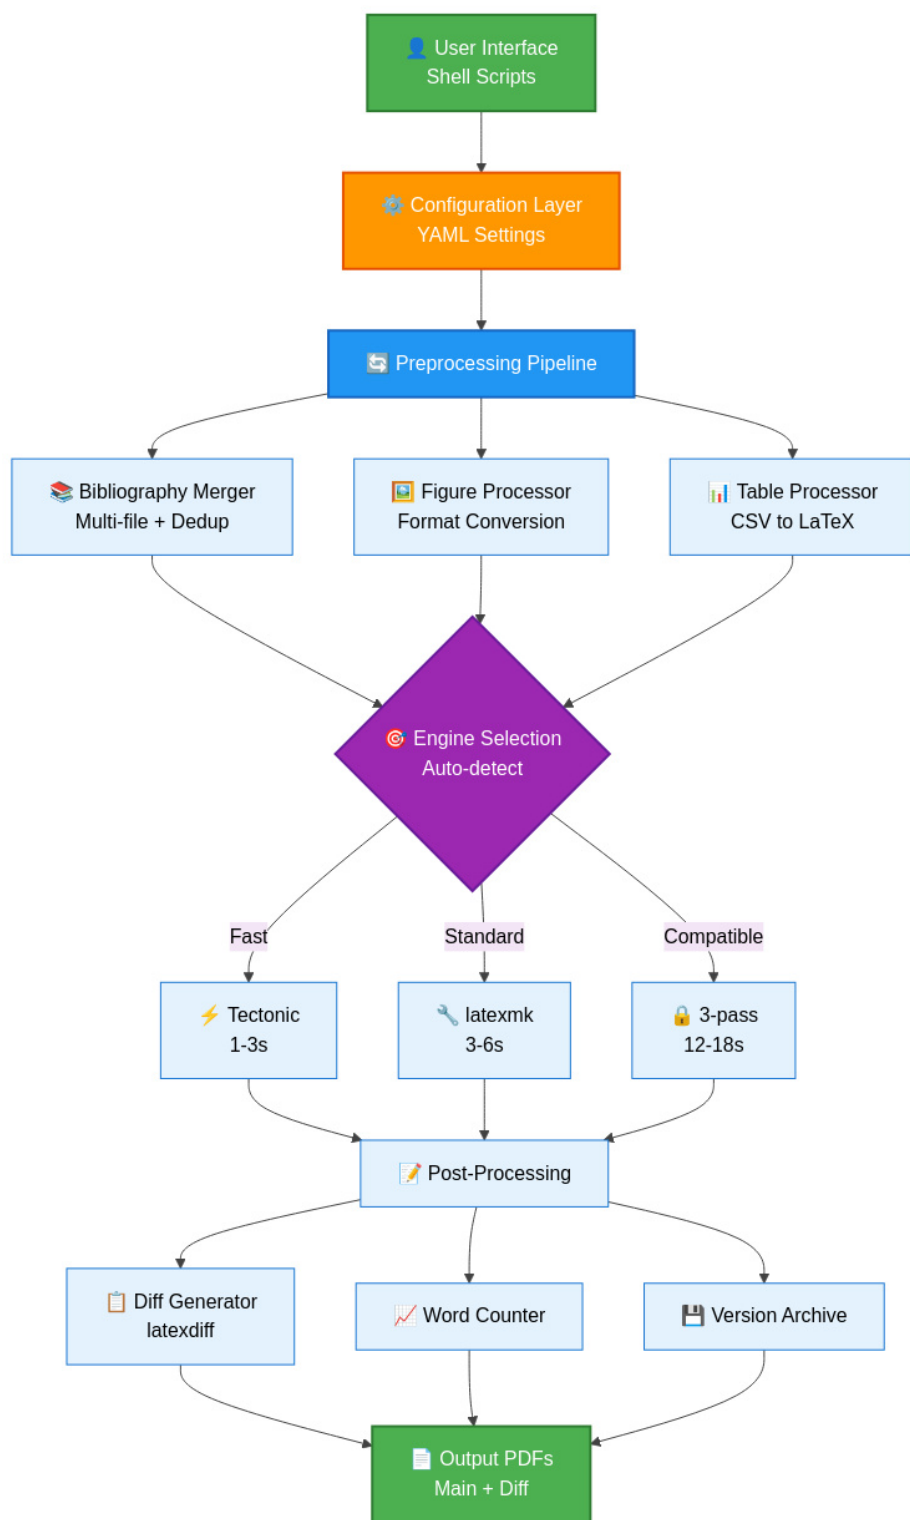 👤 User Interface
Shell Scripts
⚙️ Configuration Layer
YAML Settings
🔄 Preprocessing Pipeline
📚 Bibliography Merger
Multi-file + Dedup
🖼️ Figure Processor
Format Conversion
📊 Table Processor
CSV to LaTeX
🎯 Engine Selection
Auto-detect
Fast
Standard
Compatible
⚡ Tectonic
1-3s
🔧 latexmk
3-6s
🔒 3-pass
12-18s
📝 Post-Processing
📋 Diff Generator
latexdiff
📈 Word Counter
💾 Version Archive
📄 Output PDFs
Main + Diff